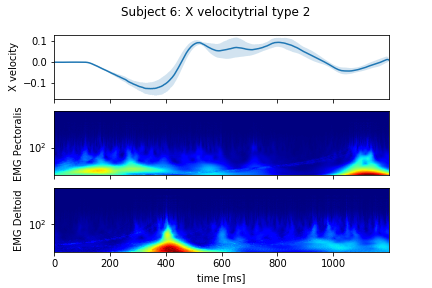 Subject 6: X velocitytrial type 2
X velocity
0.1
0.0
−0.1
EMG Pectoralis
10²
EMG Deltoid
10²
0 200 400 600 800 1000
time [ms]